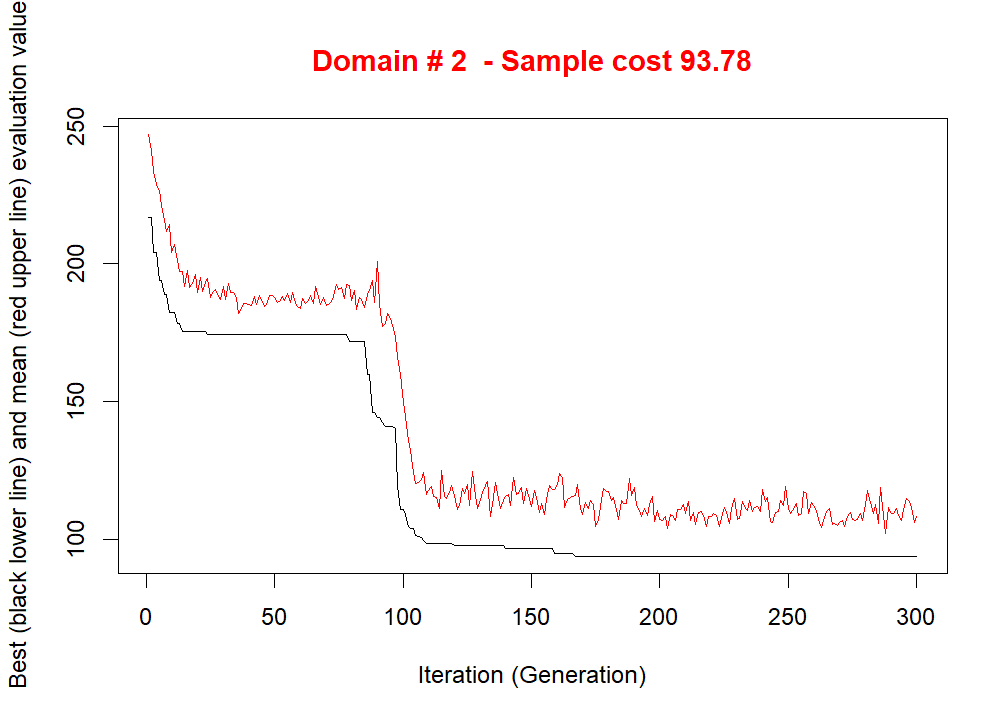 Domain # 2  - Sample cost 93.78
Best (black lower line) and mean (red upper line) evaluation value
250
200
150
100
0 50 100 150 200 250 300
Iteration (Generation)